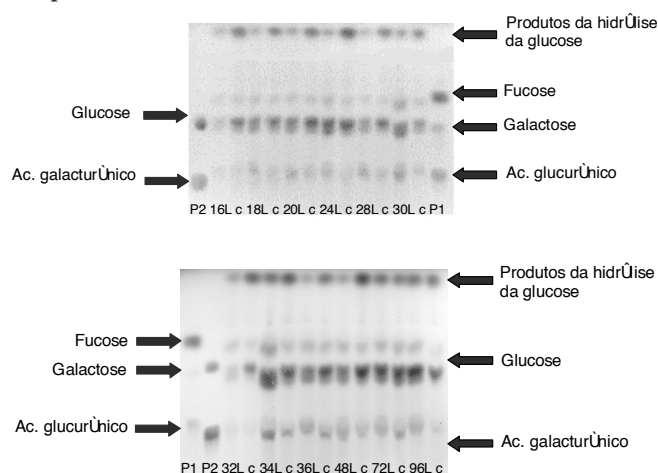 Produtos da hidrÛlise
da glucose
Fucose
Glucose
Galactose
Ac. galacturÙnico
Ac. glucurÙnico
P2 16L c 18L c 20L c 24L c 28L c 30L c P1
Produtos da hidrÛlise
da glucose
Fucose
Glucose
Galactose
Ac. glucurÙnico
Ac. galacturÙnico
P1 P2 32L c 34L c 36L c 48L c 72L c 96L c